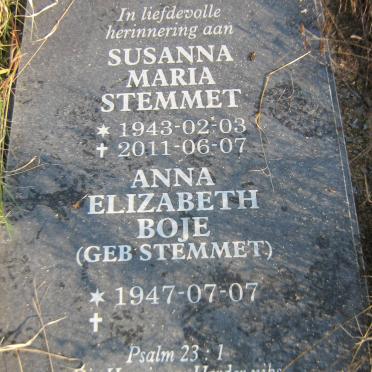 In liefdevolle
herinnering aan
SUSANNA
MARIA
STEMMET
* 1943-02-03
† 2011-06-07
ANNA
ELIZABETH
BOJE
(GEB STEMMET)
* 1947-07-07
†
Psalm 23 : 1
Herder